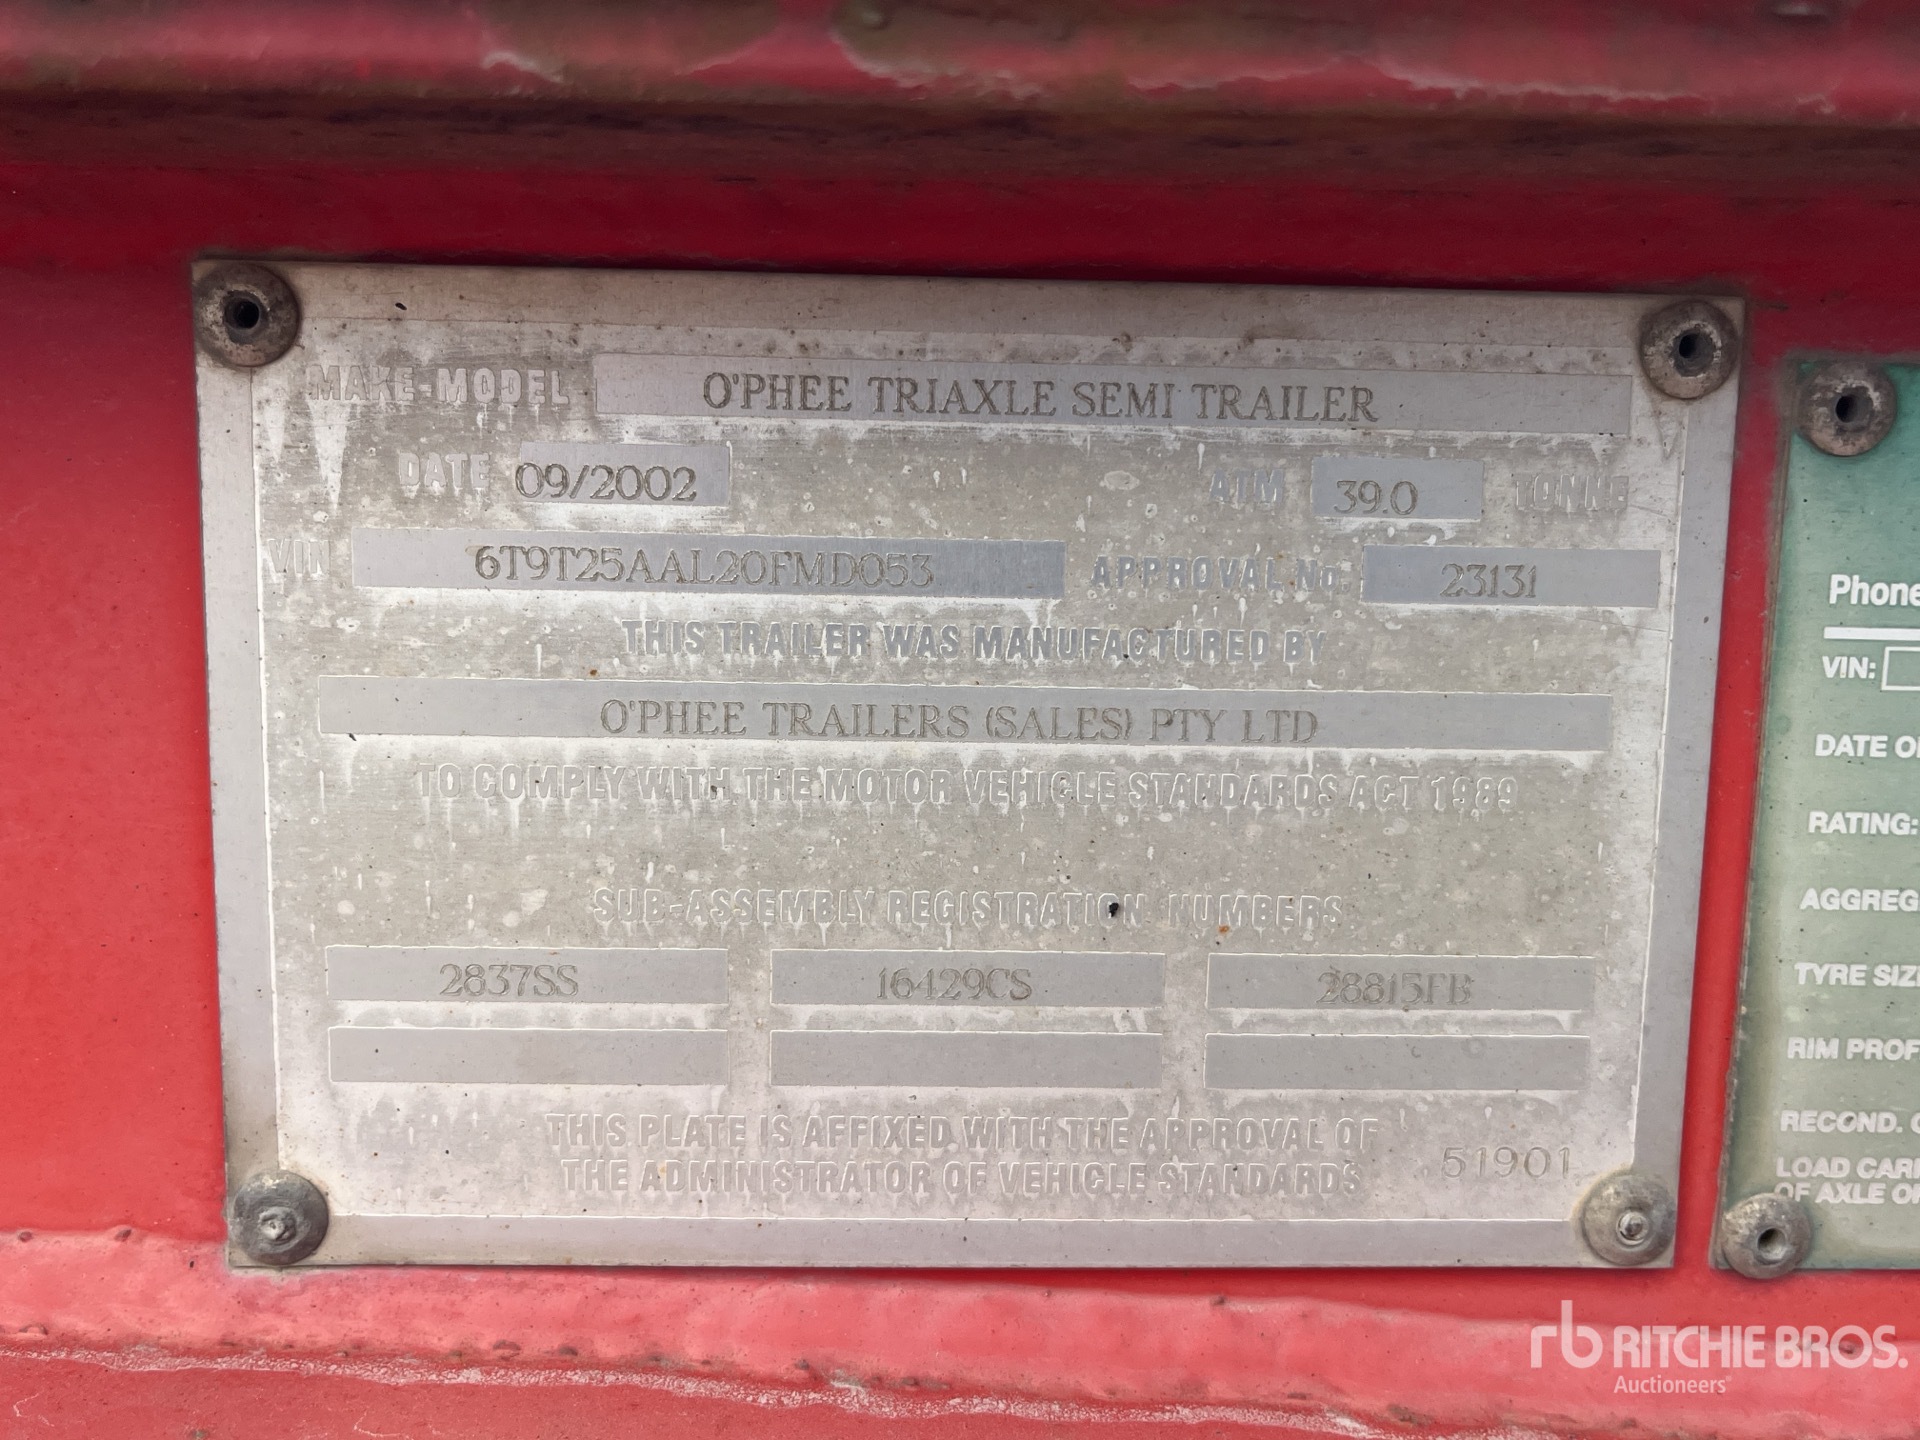 MAKE-MODEL O'PHEE TRIAXLE SEMI TRAILER
DATE 09/2002 ATM 39.0 TONNE
VIN 6T9T25AAL20FMD053 APPROVAL No. 23131
THIS TRAILER WAS MANUFACTURED BY
O'PHEE TRAILERS (SALES) PTY LTD
TO COMPLY WITH THE MOTOR VEHICLE STANDARDS ACT 1989
SUB-ASSEMBLY REGISTRATION NUMBERS
2837SS 16429CS 28815FB
THIS PLATE IS AFFIXED WITH THE APPROVAL OF
THE ADMINISTRATOR OF VEHICLE STANDARDS 51901
Phone
VIN:
DATE O
RATING:
AGGREG
TYRE SIZE
RIM PROF
RECOND.
LOAD CAR
OF AXLE O
rb RITCHIE BROS.
Auctioneers